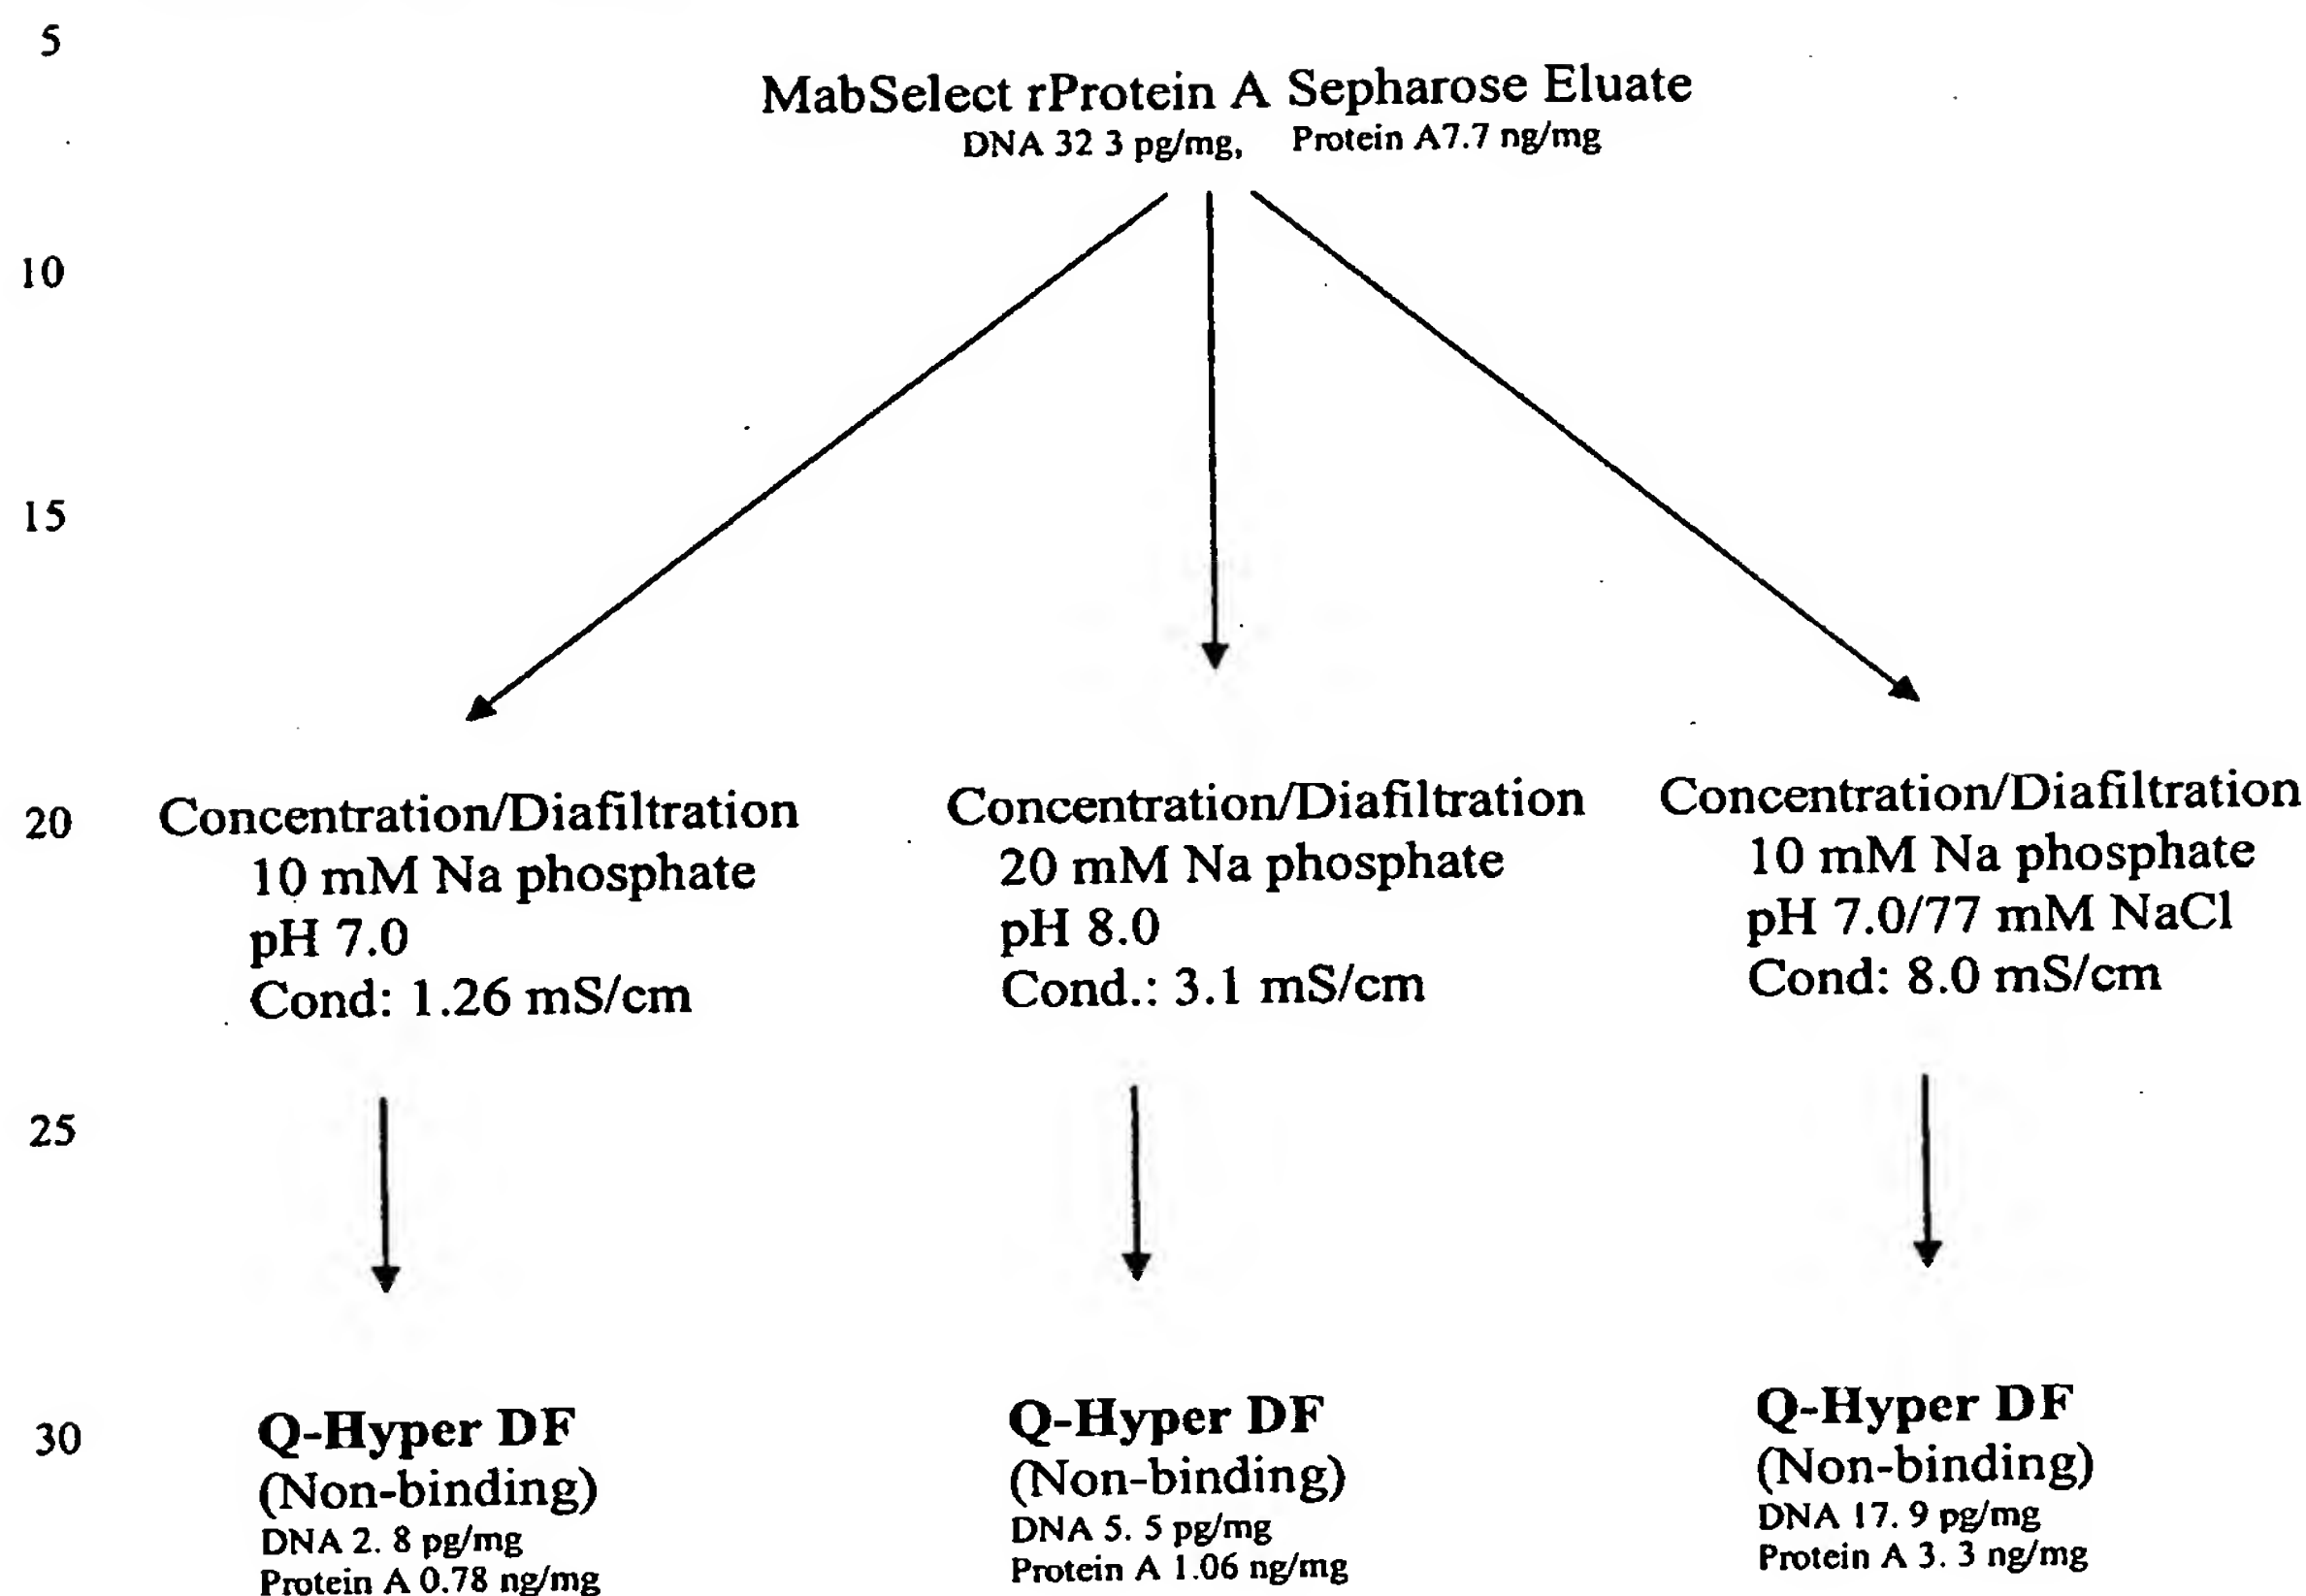 5
MabSelect rProtein A Sepharose Eluate
DNA 32 3 pg/mg, Protein A7.7 ng/mg
10
15
20
Concentration/Diafiltration
10 mM Na phosphate
pH 7.0
Cond: 1.26 mS/cm
Concentration/Diafiltration
20 mM Na phosphate
pH 8.0
Cond.: 3.1 mS/cm
Concentration/Diafiltration
10 mM Na phosphate
pH 7.0/77 mM NaCl
Cond: 8.0 mS/cm
25
30
Q-Hyper DF
(Non-binding)
DNA 2. 8 pg/mg
Protein A 0.78 ng/mg
Q-Hyper DF
(Non-binding)
DNA 5. 5 pg/mg
Protein A 1.06 ng/mg
Q-Hyper DF
(Non-binding)
DNA 17. 9 pg/mg
Protein A 3. 3 ng/mg